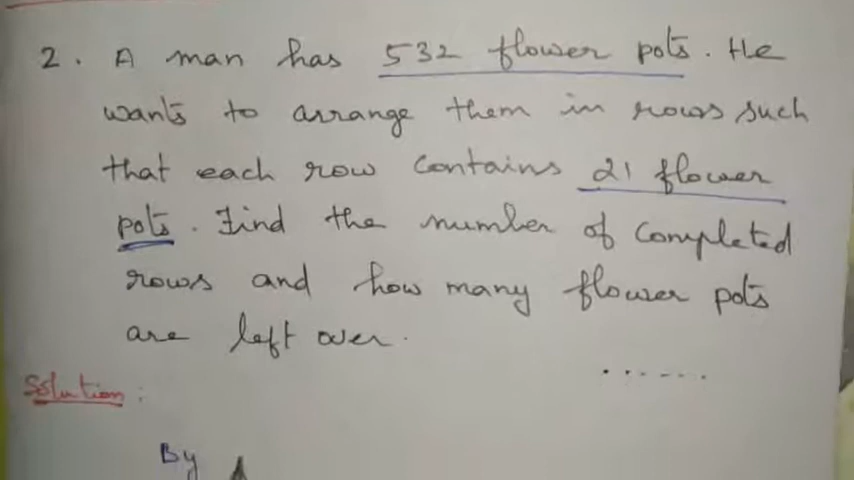 2. A man has 532 flower pots. He
wants to arrange them in rows such
that each row contains 21 flower
pots. Find the number of completed
rows and how many flower pots
are left over.
.......
Solution:
By